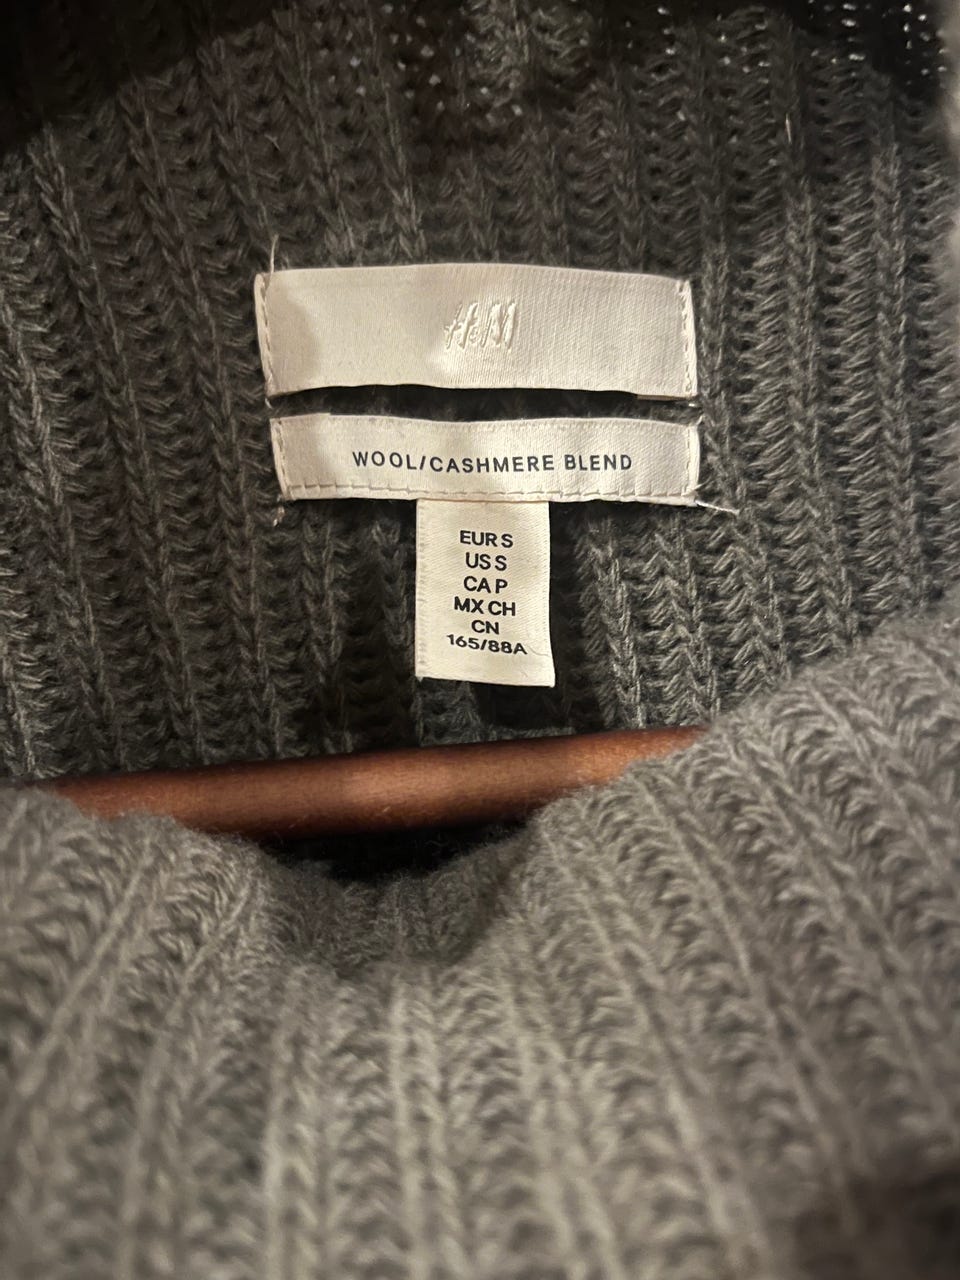 H&M
WOOL/CASHMERE BLEND
EUR S
US S
CA P
MX CH
CN
165/88A